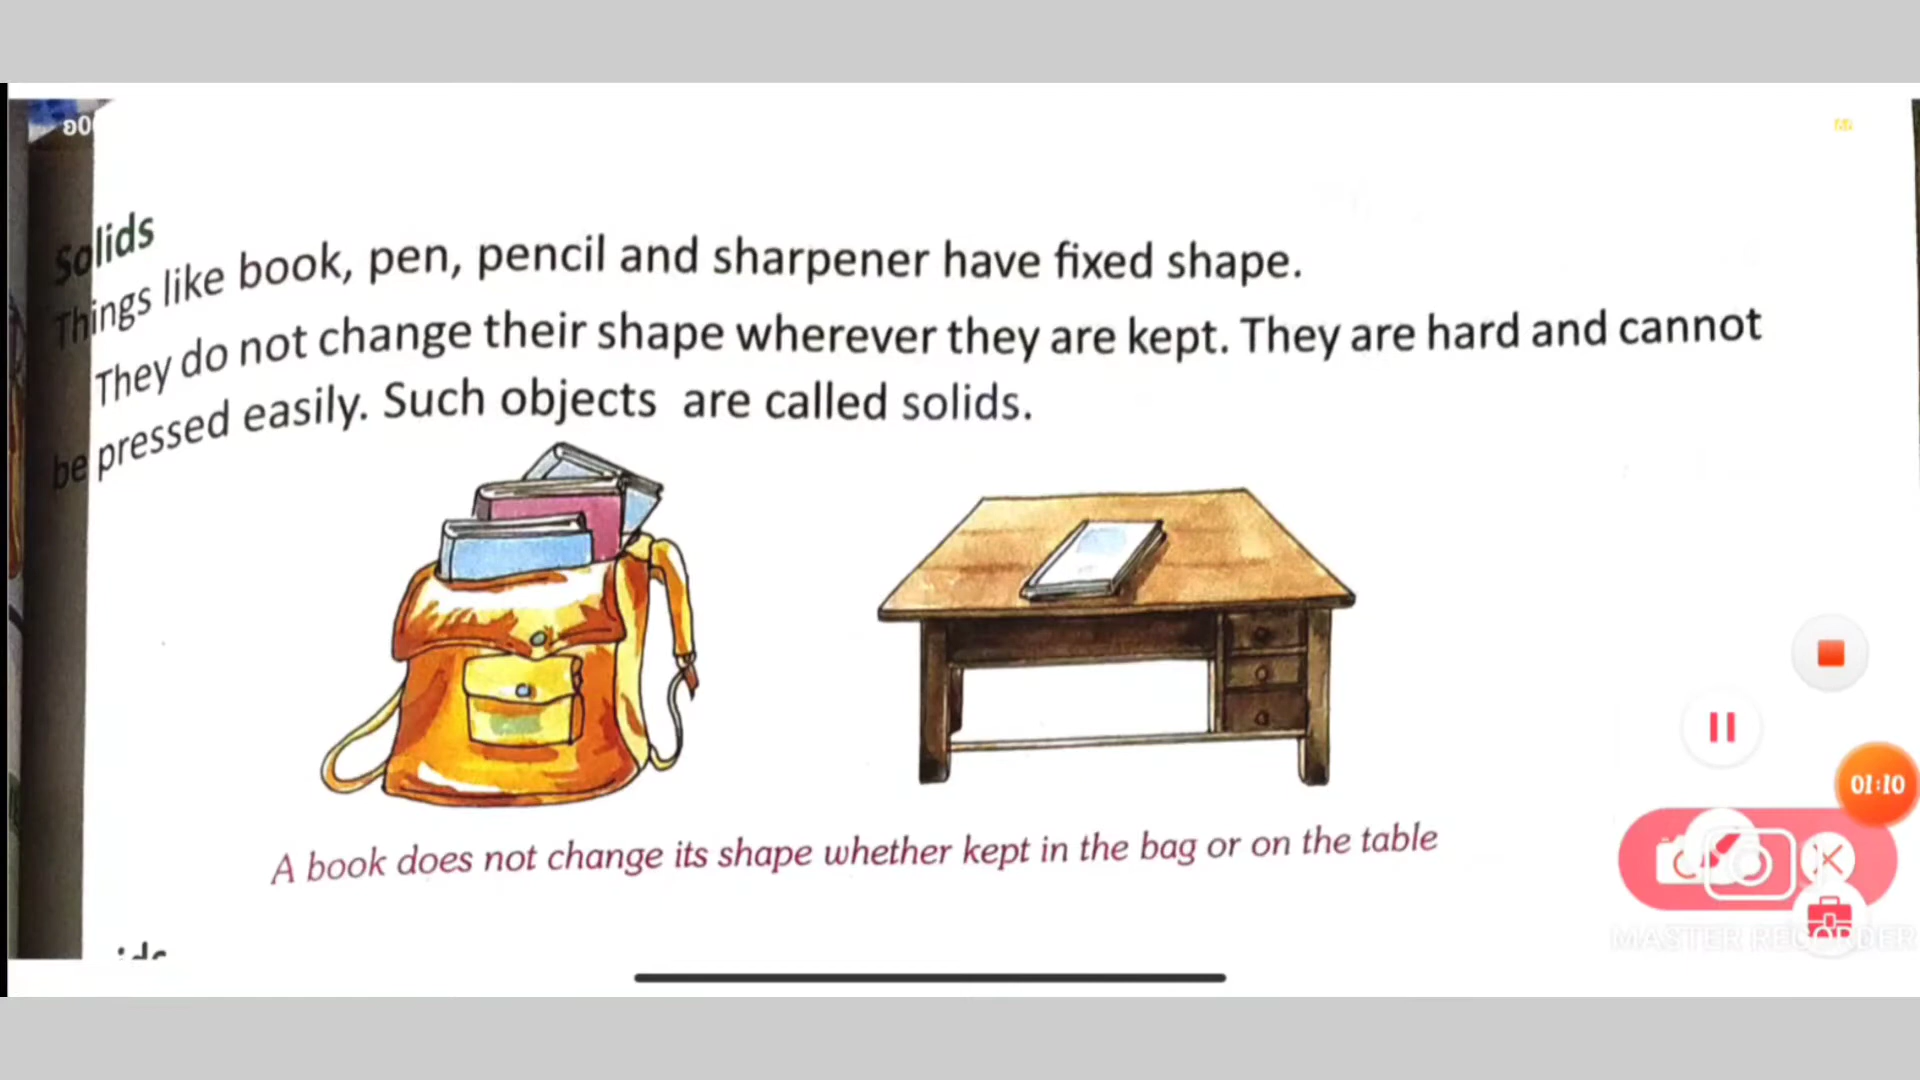 Solids
Things like book, pen, pencil and sharpener have fixed shape.
They do not change their shape wherever they are kept. They are hard and cannot
be pressed easily. Such objects are called solids.
A book does not change its shape whether kept in the bag or on the table
01:10
MASTER RECORDER